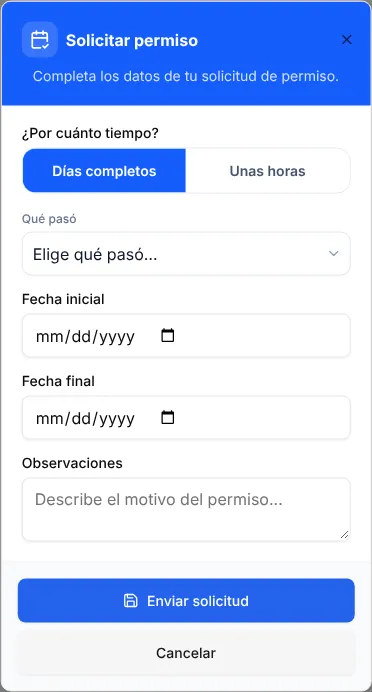 Solicitar permiso
Completa los datos de tu solicitud de permiso.
¿Por cuánto tiempo?
Días completos
Unas horas
Qué pasó
Elige qué pasó...
Fecha inicial
mm/dd/yyyy
Fecha final
mm/dd/yyyy
Observaciones
Describe el motivo del permiso...
Enviar solicitud
Cancelar